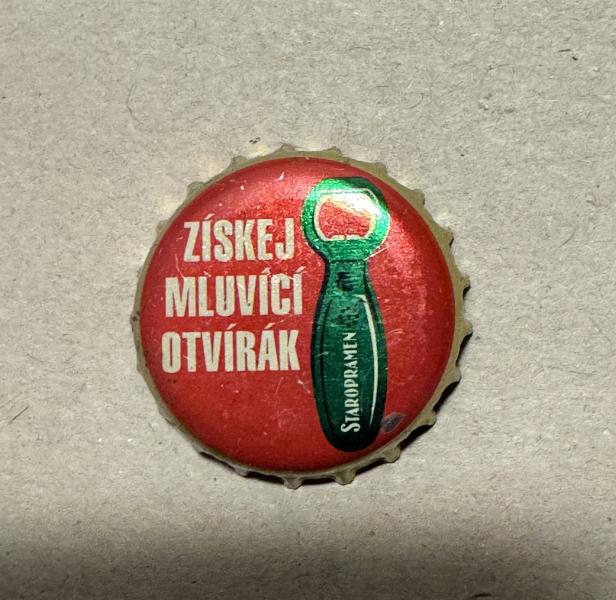 ZÍSKEJ
MLUVÍCÍ
OTVÍRÁK
STAROPRAMEN